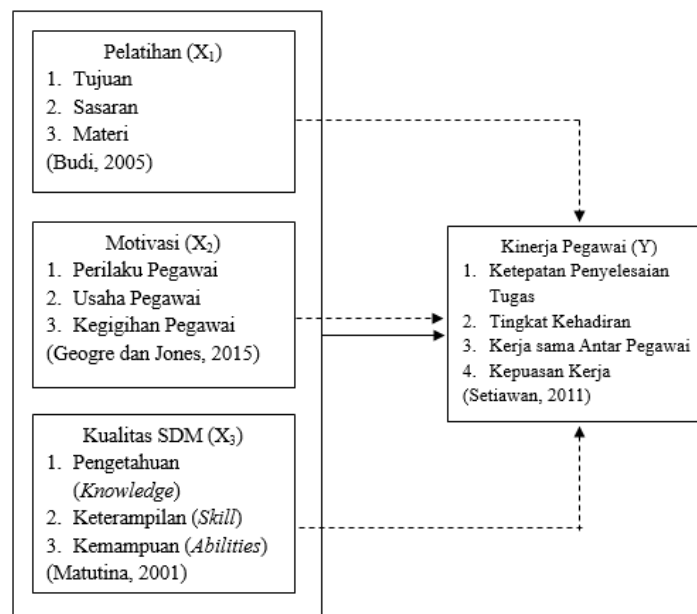 Pelatihan (X₁)
1. Tujuan
2. Sasaran
3. Materi
(Budi, 2005)
Motivasi (X₂)
1. Perilaku Pegawai
2. Usaha Pegawai
3. Kegigihan Pegawai
(Geogre dan Jones, 2015)
Kualitas SDM (X₃)
1. Pengetahuan
(Knowledge)
2. Keterampilan (Skill)
3. Kemampuan (Abilities)
(Matutina, 2001)
Kinerja Pegawai (Y)
1. Ketepatan Penyelesaian
Tugas
2. Tingkat Kehadiran
3. Kerja sama Antar Pegawai
4. Kepuasan Kerja
(Setiawan, 2011)